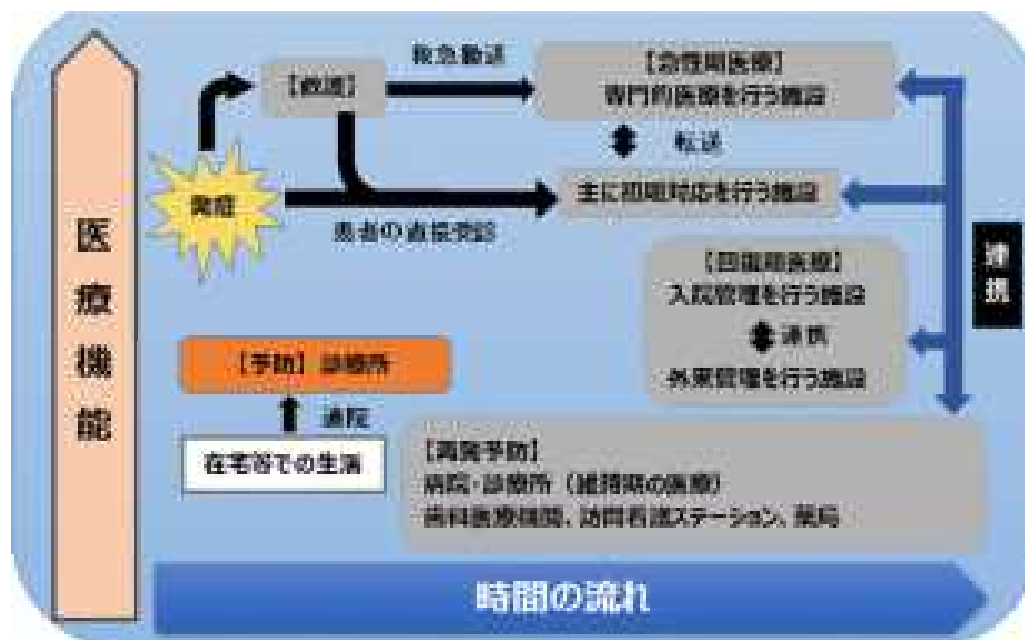 医療機能
発症
【救護】
救急搬送
【急性期医療】
専門的医療を行う施設
転送
主に初期対応を行う施設
患者の直接受診
【回復期医療】
入院管理を行う施設
連携
外来管理を行う施設
連携
【予防】診療所
通院
在宅等での生活
【再発予防】
病院・診療所（維持期の医療）
歯科医療機関、訪問看護ステーション、薬局
時間の流れ